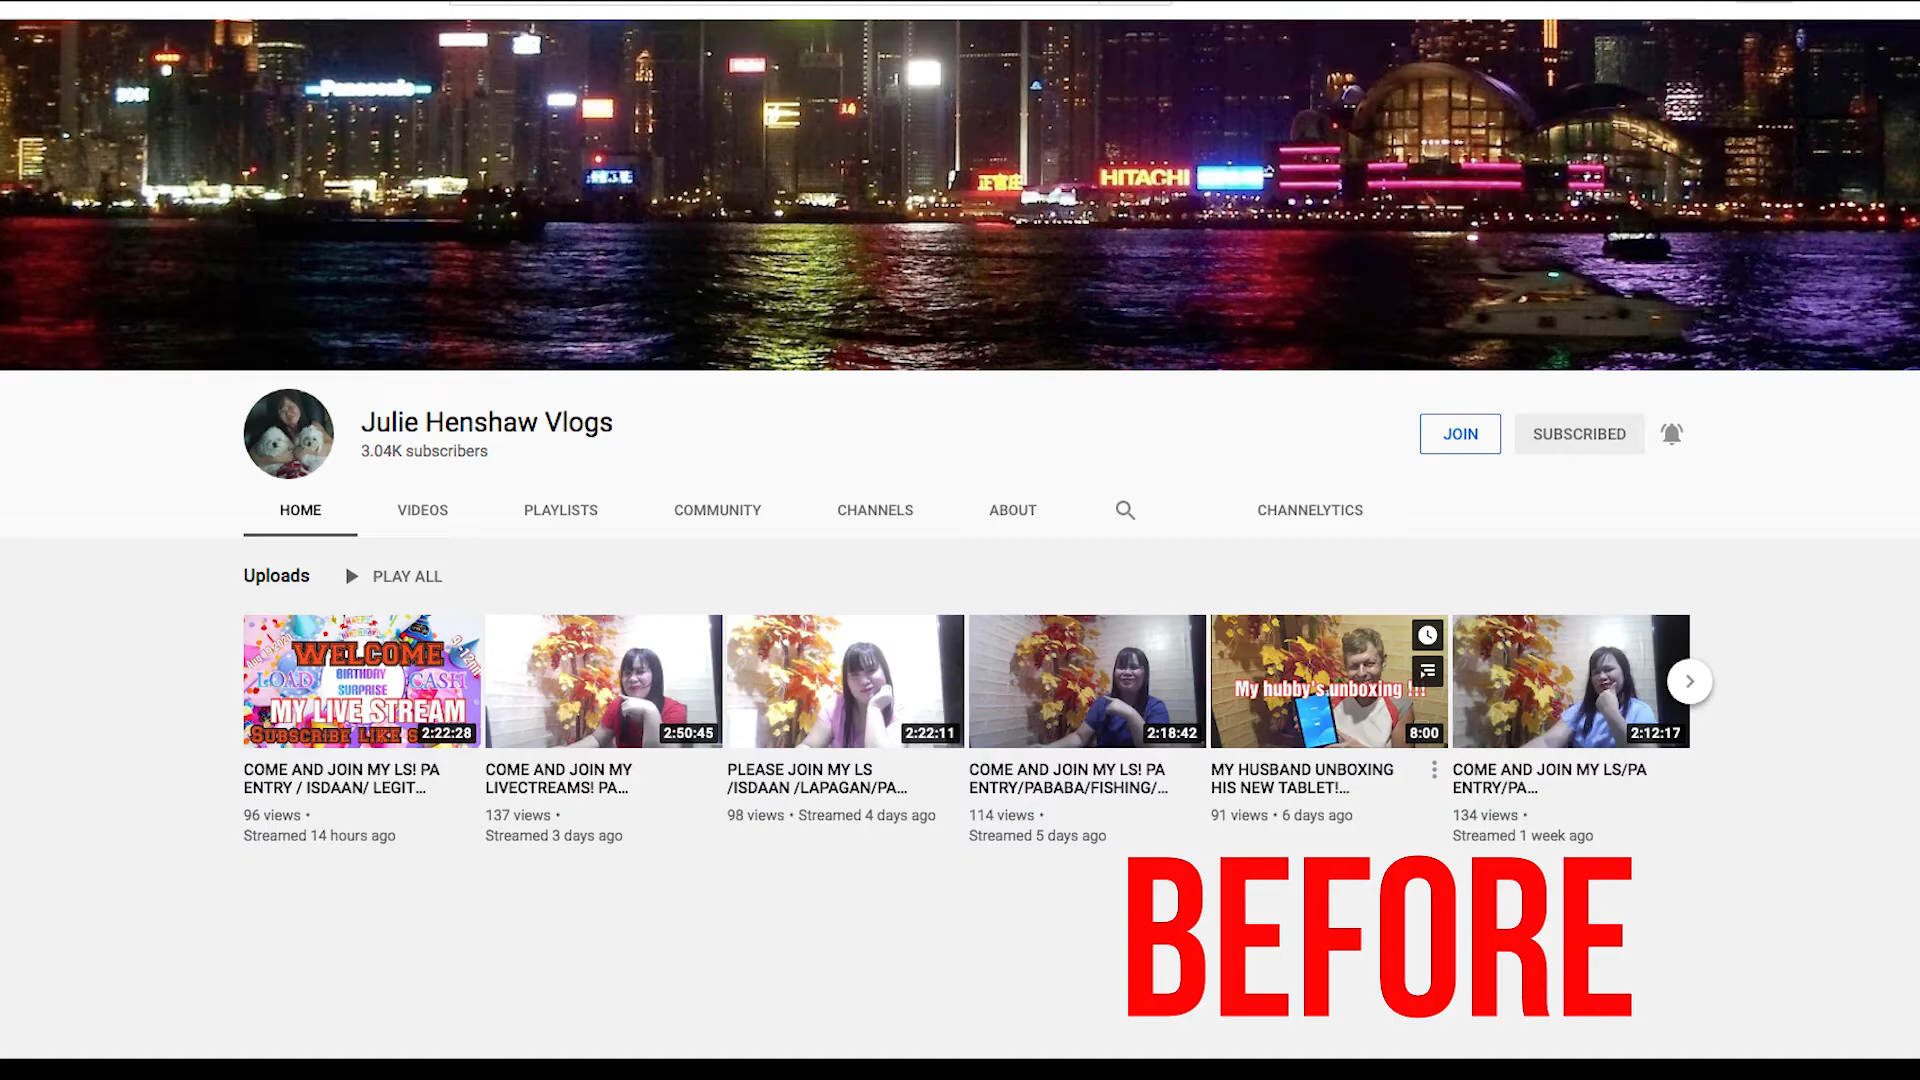 Panasonic
HITACHI
正官庄
Julie Henshaw Vlogs
3.04K subscribers
JOIN
SUBSCRIBED
HOME
VIDEOS
PLAYLISTS
COMMUNITY
CHANNELS
ABOUT
CHANNELYTICS
Uploads
PLAY ALL
WELCOME
BIRTHDAY
LOAD
CASH
SURPRISE
MY LIVE STREAM
SUBSCRIBE LIKE S
9-12PM
2:22:28
2:50:45
2:22:11
2:18:42
My hubby's unboxing !!!
8:00
2:12:17
COME AND JOIN MY LS! PA
ENTRY / ISDAAN/ LEGIT...
96 views •
Streamed 14 hours ago
COME AND JOIN MY
LIVECTREAMS! PA...
137 views •
Streamed 3 days ago
PLEASE JOIN MY LS
/ISDAAN /LAPAGAN/PA...
98 views • Streamed 4 days ago
COME AND JOIN MY LS! PA
ENTRY/PABABA/FISHING/...
114 views •
Streamed 5 days ago
MY HUSBAND UNBOXING
HIS NEW TABLET!...
91 views • 6 days ago
COME AND JOIN MY LS/PA
ENTRY/PA...
134 views •
Streamed 1 week ago
BEFORE